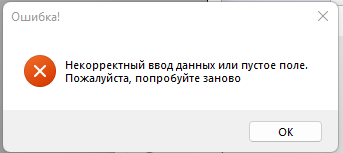 Ошибка!
Некорректный ввод данных или пустое поле.
Пожалуйста, попробуйте заново
OK